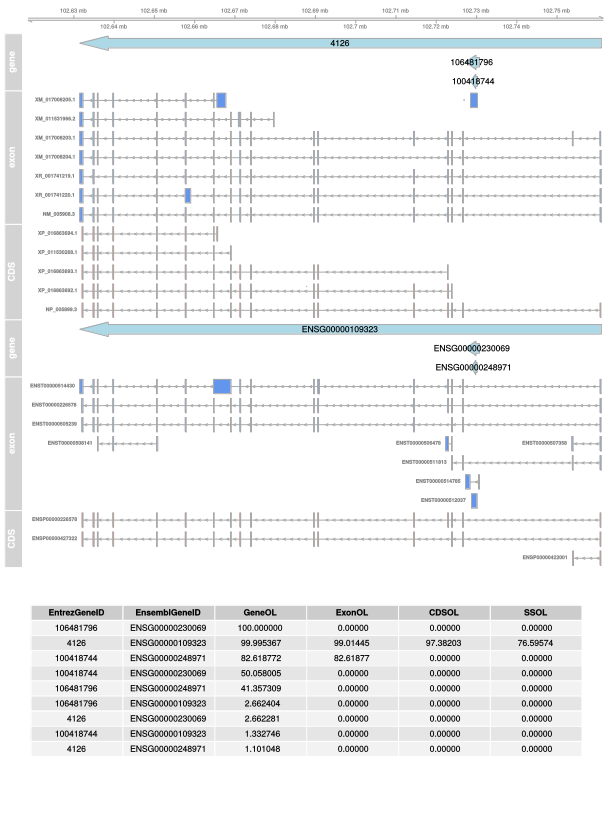 102.63 mb 102.65 mb 102.67 mb 102.69 mb 102.71 mb 102.73 mb 102.75 mb
102.64 mb 102.66 mb 102.68 mb 102.70 mb 102.72 mb 102.74 mb
gene
4126
106481796
100418744
exon
XM_017008205.1
XM_011531955.2
XM_017008203.1
XM_017008204.1
XR_001741219.1
XR_001741220.1
NM_005908.3
CDS
XP_016863694.1
XP_016863693.1
XP_016863692.1
NP_005899.3
gene
ENSG00000109323
ENSG00000230069
ENSG00000248971
exon
ENST00000514430
ENST00000226578
ENST00000505239
ENST00000508141
ENST00000506476 ENST00000507358
ENST00000511813
ENST00000514785
ENST00000512037
CDS
ENSP00000226578
ENSP00000427322
ENSP00000422001
EntrezGeneID EnsemblGeneID GeneOL ExonOL CDSOL SSOL
106481796 ENSG00000230069 100.000000 0.00000 0.00000 0.00000
4126 ENSG00000109323 99.995367 99.01445 97.38203 76.59574
100418744 ENSG00000248971 82.618772 82.61877 0.00000 0.00000
100418744 ENSG00000230069 50.058005 0.00000 0.00000 0.00000
106481796 ENSG00000248971 41.357309 0.00000 0.00000 0.00000
106481796 ENSG00000109323 2.662404 0.00000 0.00000 0.00000
4126 ENSG00000230069 2.662281 0.00000 0.00000 0.00000
100418744 ENSG00000109323 1.332746 0.00000 0.00000 0.00000
4126 ENSG00000248971 1.101048 0.00000 0.00000 0.00000